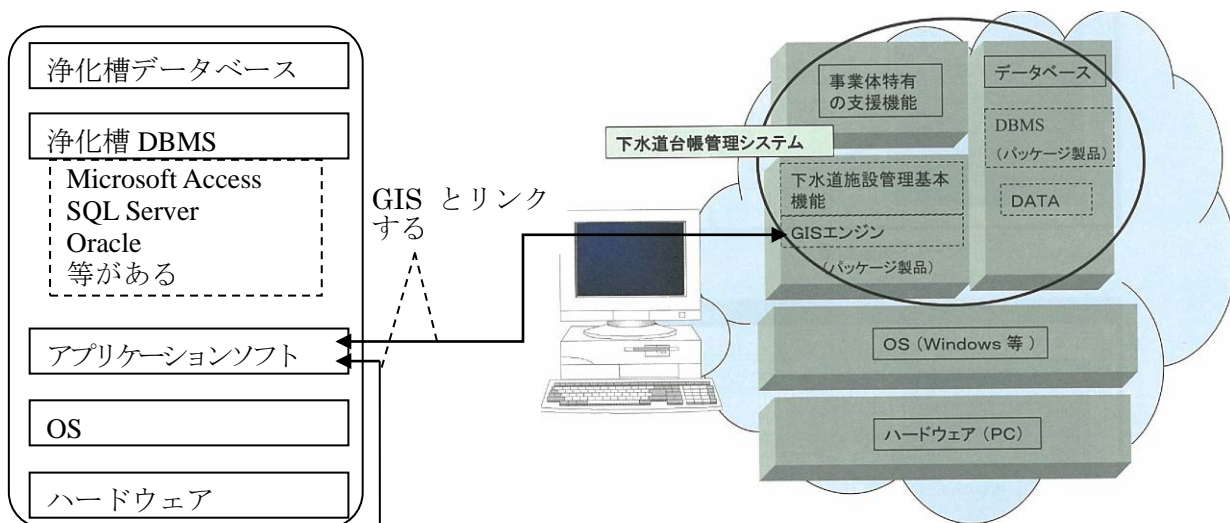 浄化槽データベース
浄化槽 DBMS
Microsoft Access
SQL Server
Oracle
等がある
アプリケーションソフト
OS
ハードウェア
GIS とリンク
する
下水道台帳管理システム
事業体特有
の支援機能
下水道施設管理基本
機能
GISエンジン
(パッケージ製品)
データベース
DBMS
(パッケージ製品)
DATA
OS (Windows 等 )
ハードウェア (PC)